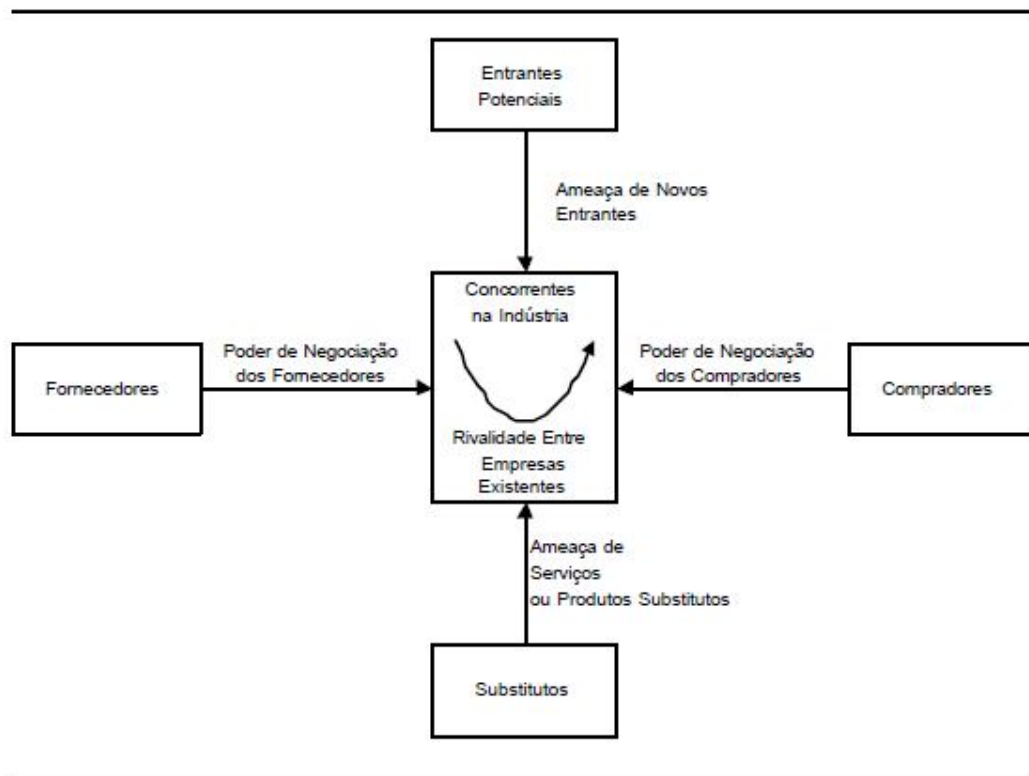 Entrantes
Potenciais
Ameaça de Novos
Entrantes
Concorrentes
na Indústria
Poder de Negociação
dos Fornecedores
Poder de Negociação
dos Compradores
Fornecedores
Compradores
Rivalidade Entre
Empresas
Existentes
Ameaça de
Serviços
ou Produtos Substitutos
Substitutos